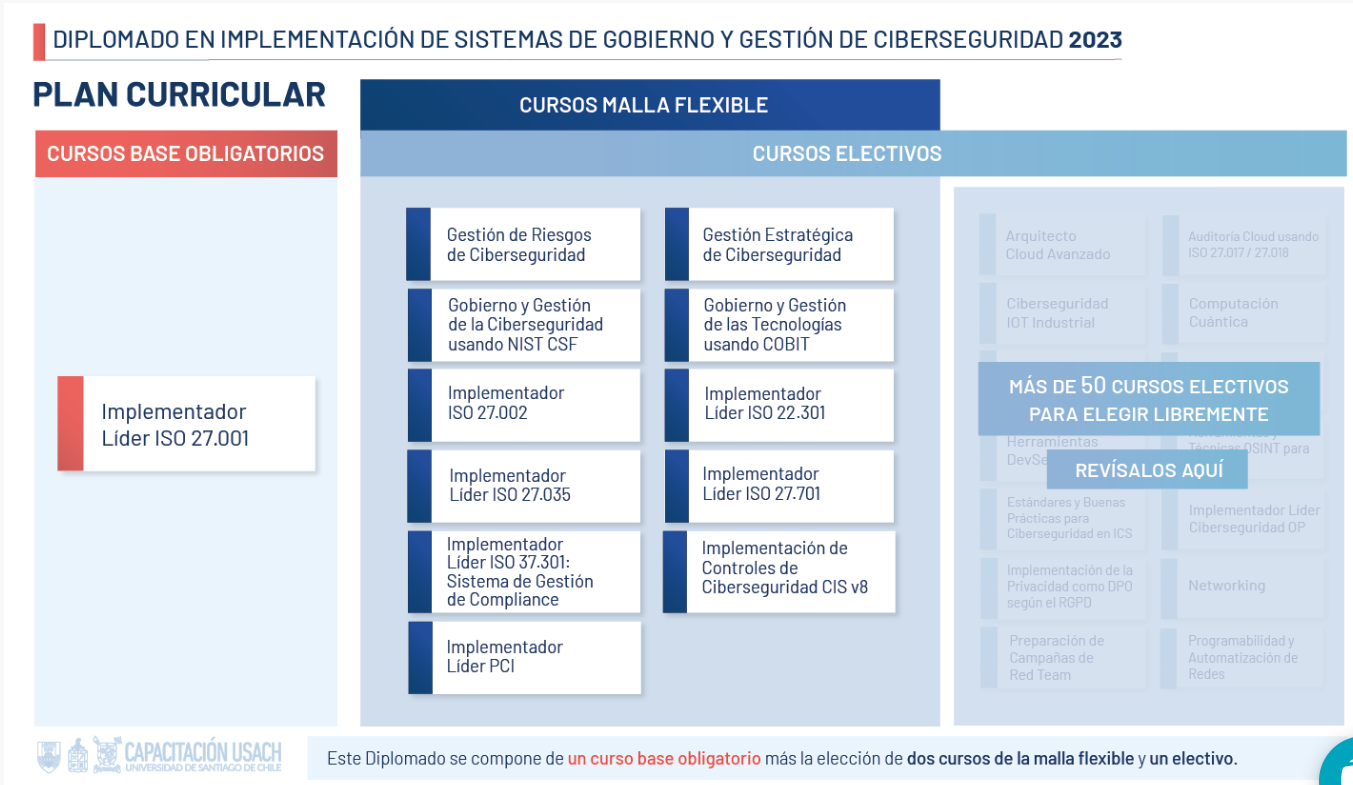 DIPLOMADO EN IMPLEMENTACIÓN DE SISTEMAS DE GOBIERNO Y GESTIÓN DE CIBERSEGURIDAD 2023
PLAN CURRICULAR
CURSOS BASE OBLIGATORIOS
Implementador
Líder ISO 27.001
CURSOS MALLA FLEXIBLE
CURSOS ELECTIVOS
Gestión de Riesgos
de Ciberseguridad
Gestión Estratégica
de Ciberseguridad
Gobierno y Gestión
de la Ciberseguridad
usando NIST CSF
Gobierno y Gestión
de las Tecnologías
usando COBIT
Implementador
ISO 27.002
Implementador
Líder ISO 22.301
Implementador
Líder ISO 27.035
Implementador
Líder ISO 27.701
Implementador
Líder ISO 37.301:
Sistema de Gestión
de Compliance
Implementación de
Controles de
Ciberseguridad CIS v8
Implementador
Líder PCI
Arquitecto
Cloud Avanzado
Auditoría Cloud usando
ISO 27.017 / 27.018
Ciberseguridad
IOT Industrial
Computación
Cuántica
MÁS DE 50 CURSOS ELECTIVOS
PARA ELEGIR LIBREMENTE
Herramientas
Técnicas OSINT para
REVÍSALOS AQUÍ
Estándares y Buenas
Prácticas para
Ciberseguridad en ICS
Implementador Líder
Ciberseguridad OP
Implementación de la
Privacidad como DPO
según el RGPD
Networking
Preparación de
Campañas de
Red Team
Programabilidad y
Automatización de
Redes
CAPACITACIÓN USACH
UNIVERSIDAD DE SANTIAGO DE CHILE
Este Diplomado se compone de un curso base obligatorio más la elección de dos cursos de la malla flexible y un electivo.